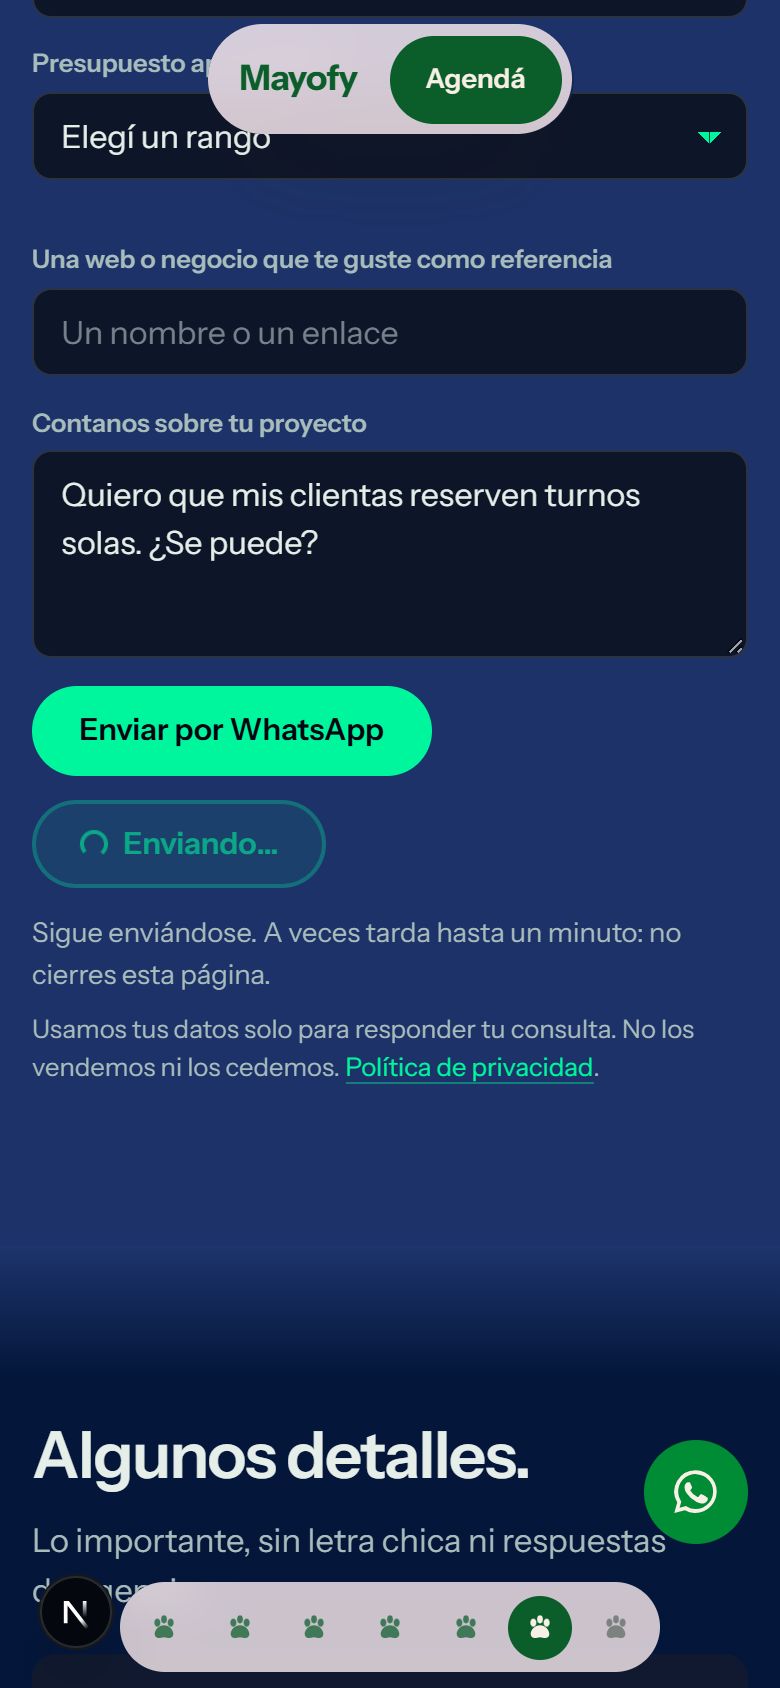 Mayofy
Agendá
Presupuesto
Elegí un rango
Una web o negocio que te guste como referencia
Un nombre o un enlace
Contanos sobre tu proyecto
Quiero que mis clientas reserven turnos
solas. ¿Se puede?
Enviar por WhatsApp
Enviando...
Sigue enviándose. A veces tarda hasta un minuto: no
cierres esta página.
Usamos tus datos solo para responder tu consulta. No los
vendemos ni los cedemos. Política de privacidad.
Algunos detalles.
Lo importante, sin letra chica ni respuestas
N